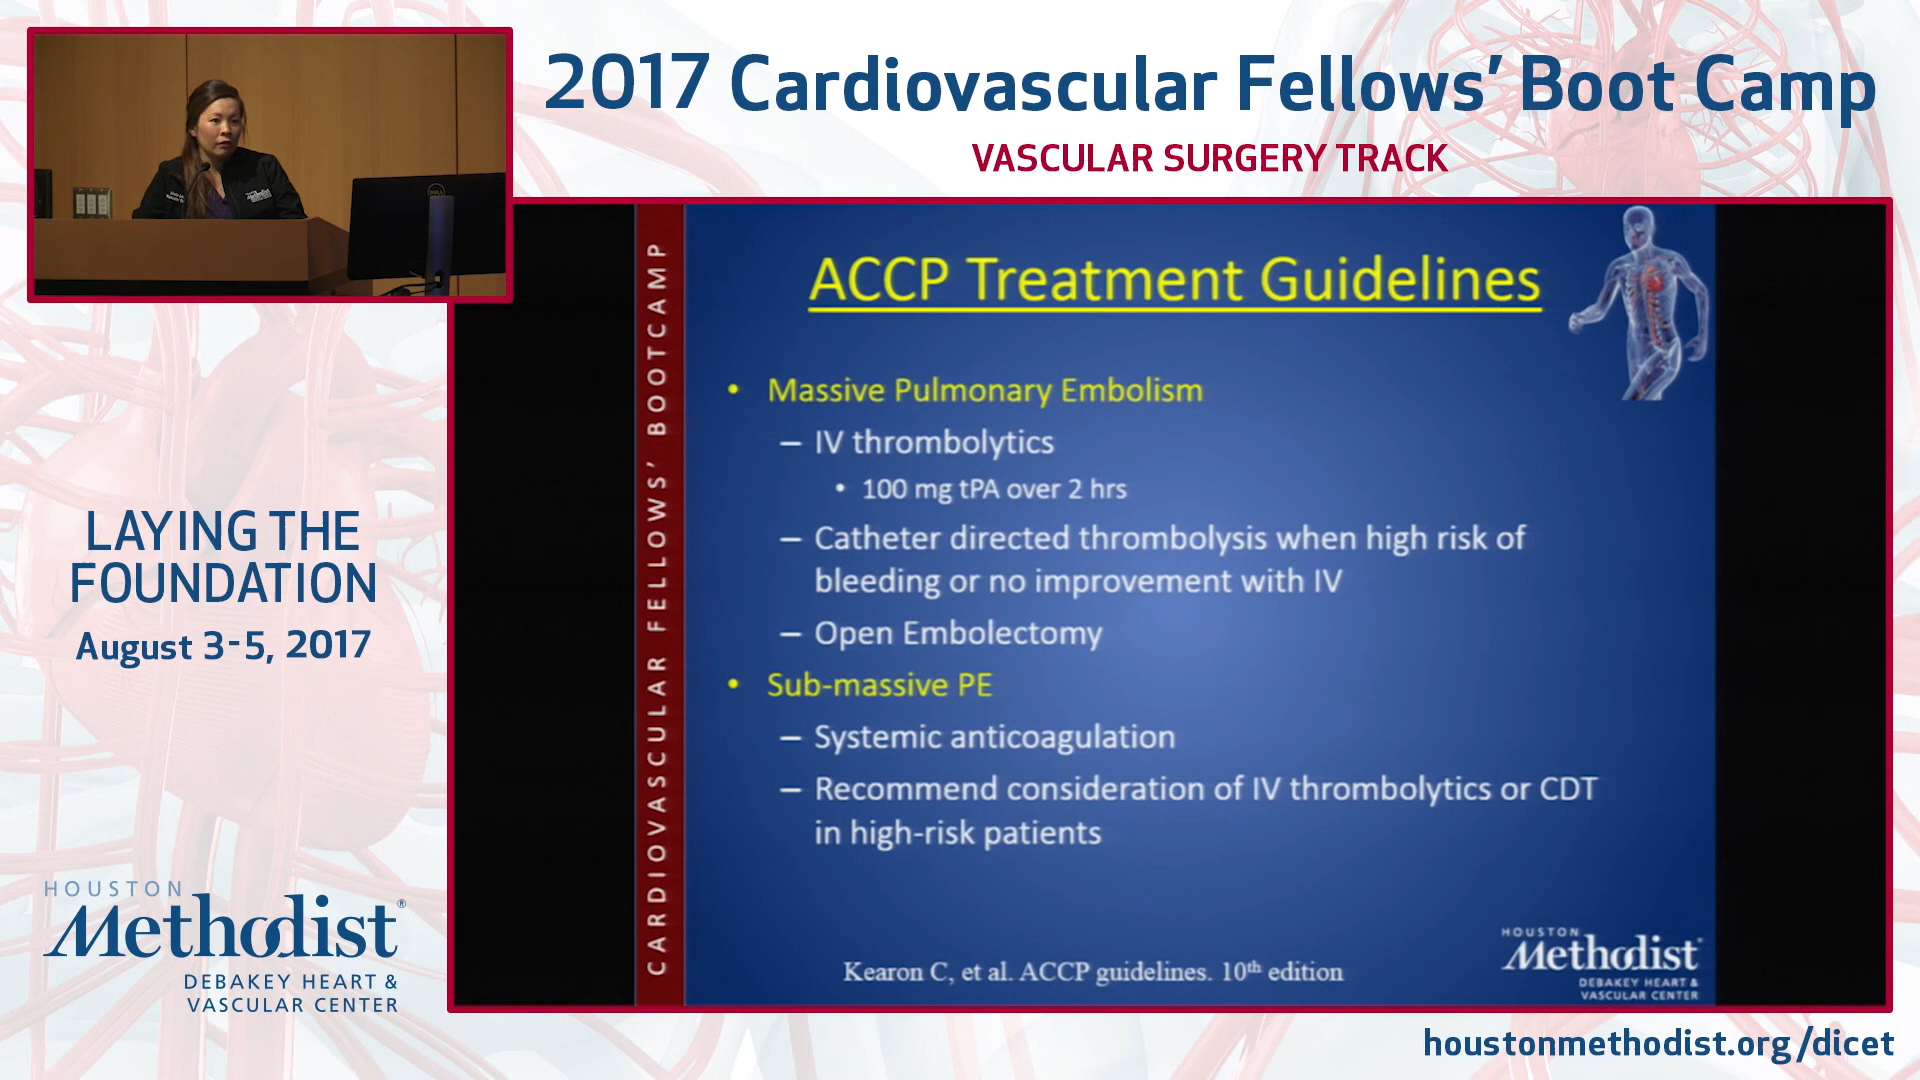 2017 Cardiovascular Fellows’ Boot Camp
VASCULAR SURGERY TRACK
Methodist
DELL
CARDIOVASCULAR FELLOWS’ BOOTCAMP
ACCP Treatment Guidelines
• Massive Pulmonary Embolism
– IV thrombolytics
• 100 mg tPA over 2 hrs
– Catheter directed thrombolysis when high risk of
bleeding or no improvement with IV
– Open Embolectomy
• Sub-massive PE
– Systemic anticoagulation
– Recommend consideration of IV thrombolytics or CDT
in high-risk patients
Kearon C, et al. ACCP guidelines. 10th edition
HOUSTON
Methodist
DEBAKEY HEART &
VASCULAR CENTER
LAYING THE
FOUNDATION
August 3-5, 2017
HOUSTON
Methodist®
DEBAKEY HEART &
VASCULAR CENTER
houstonmethodist.org/dicet